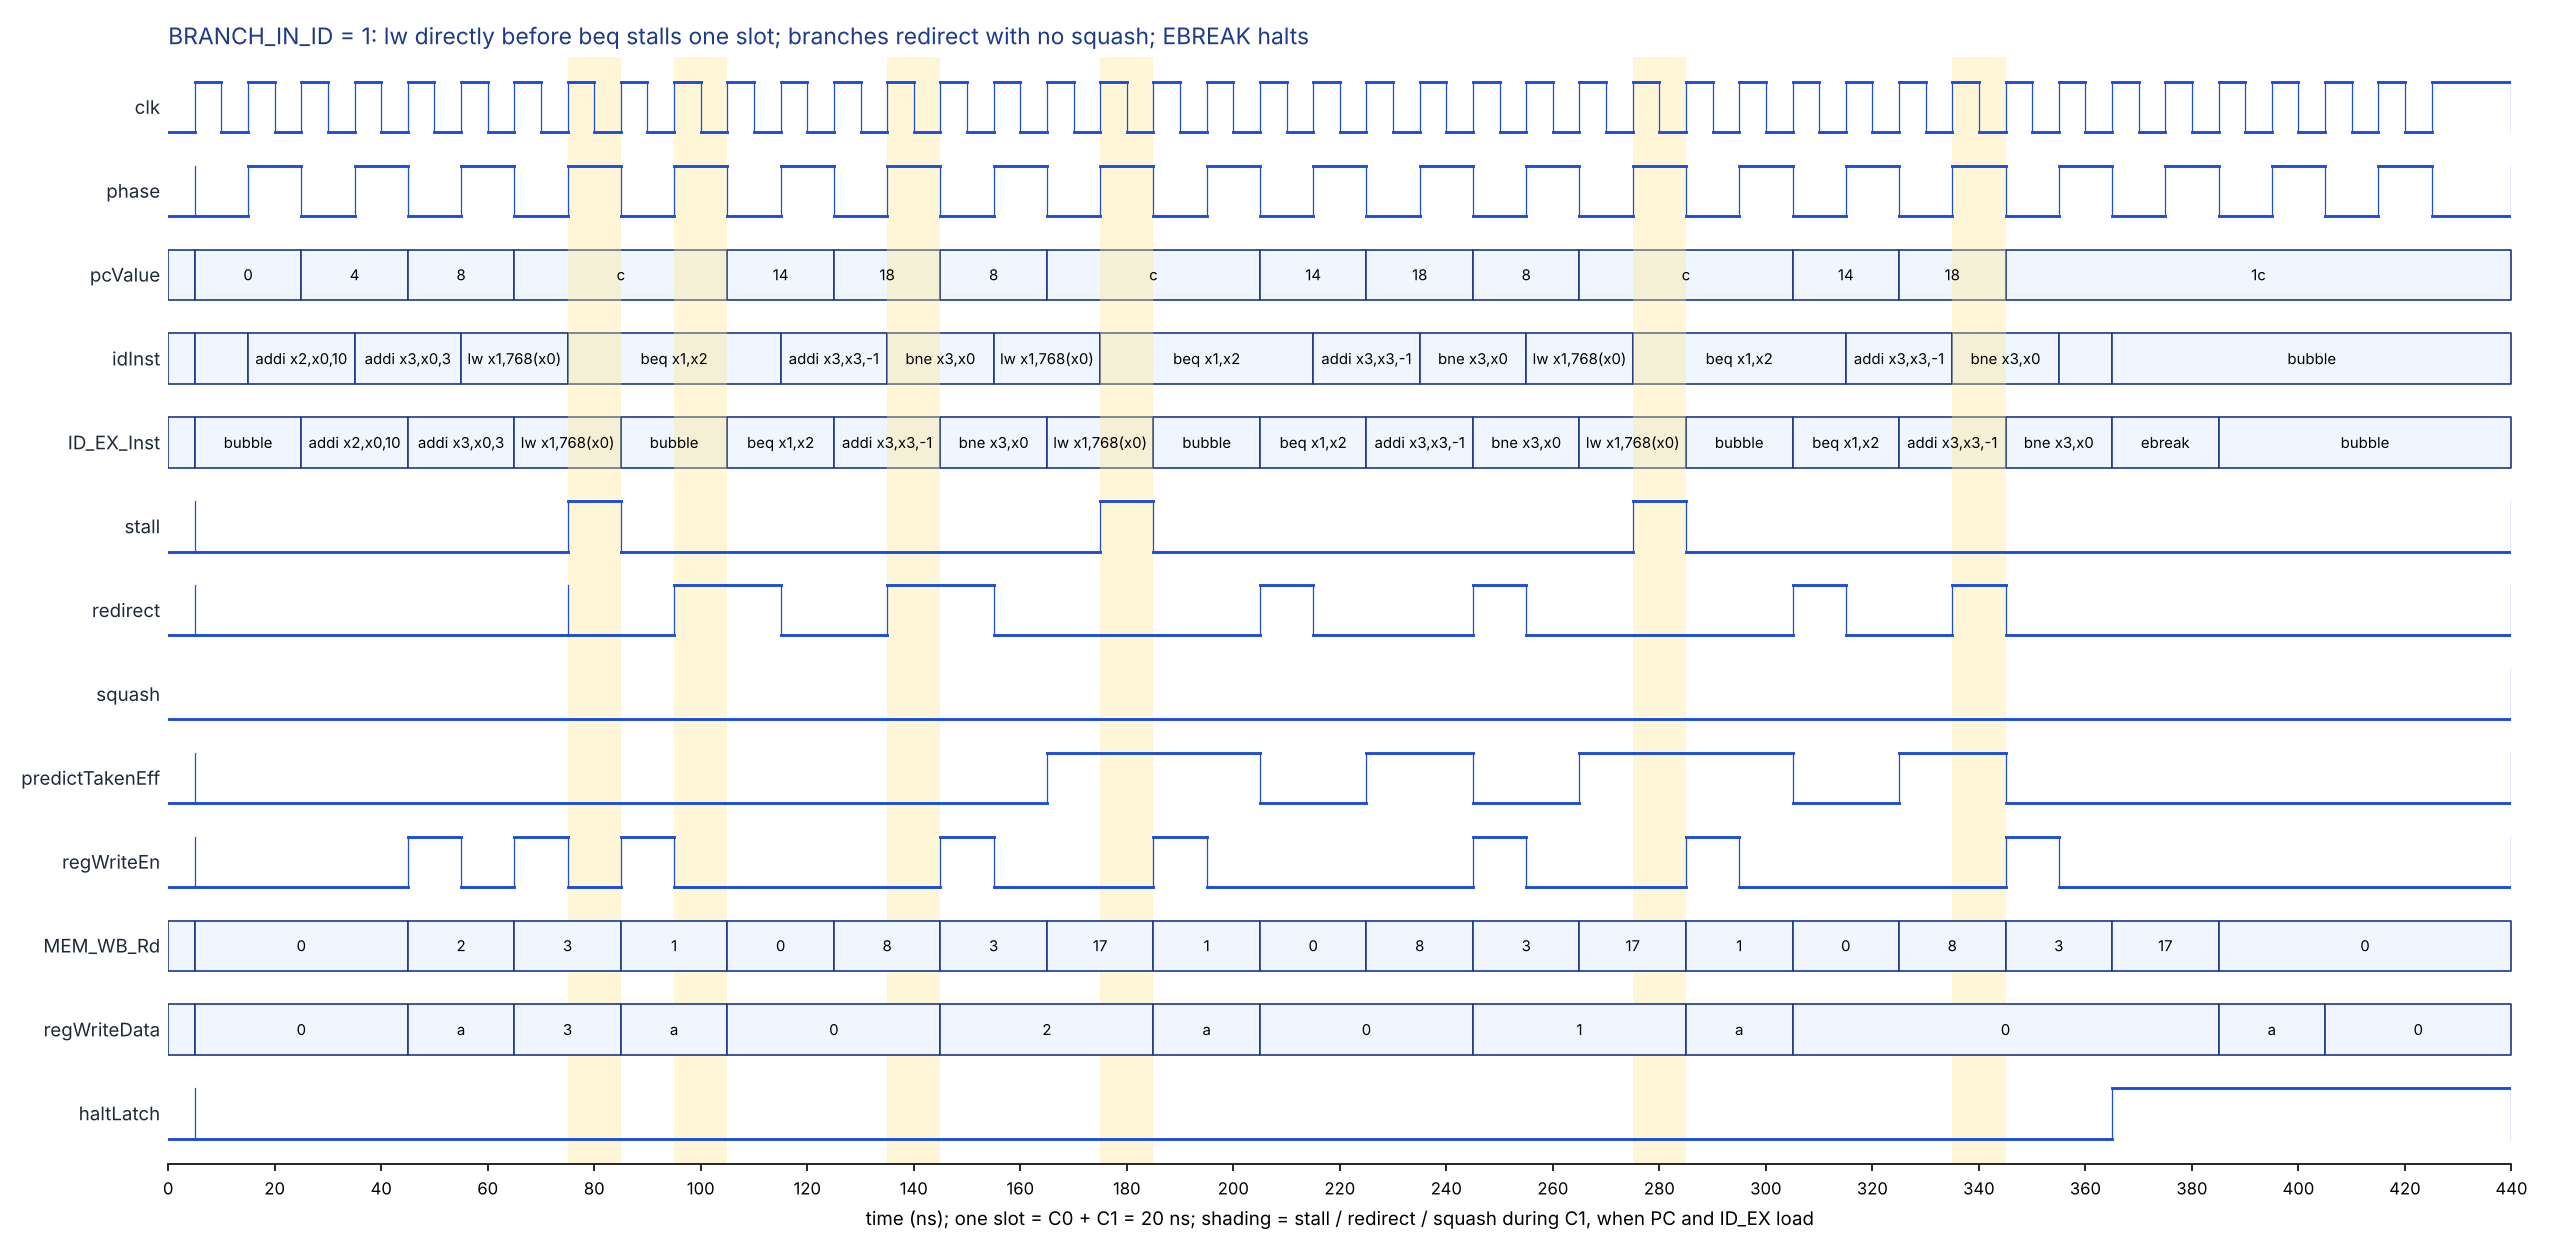 BRANCH_IN_ID = 1: lw directly before beq stalls one slot; branches redirect with no squash; EBREAK halts
clk
phase
pcValue 0 4 8 c 14 18 8 c 14 18 8 c 14 18 1c
idInst addi x2,x0,10 addi x3,x0,3 lw x1,768(x0) beq x1,x2 addi x3,x3,-1 bne x3,x0 lw x1,768(x0) beq x1,x2 addi x3,x3,-1 bne x3,x0 lw x1,768(x0) beq x1,x2 addi x3,x3,-1 bne x3,x0 bubble
ID_EX_Inst bubble addi x2,x0,10 addi x3,x0,3 lw x1,768(x0) bubble beq x1,x2 addi x3,x3,-1 bne x3,x0 lw x1,768(x0) bubble beq x1,x2 addi x3,x3,-1 bne x3,x0 lw x1,768(x0) bubble beq x1,x2 addi x3,x3,-1 bne x3,x0 ebreak bubble
stall
redirect
squash
predictTakenEff
regWriteEn
MEM_WB_Rd 0 2 3 1 0 8 3 17 1 0 8 3 17 1 0 8 3 17 0
regWriteData 0 a 3 a 0 2 a 0 1 a 0 a 0
haltLatch
0 20 40 60 80 100 120 140 160 180 200 220 240 260 280 300 320 340 360 380 400 420 440
time (ns); one slot = C0 + C1 = 20 ns; shading = stall / redirect / squash during C1, when PC and ID_EX load